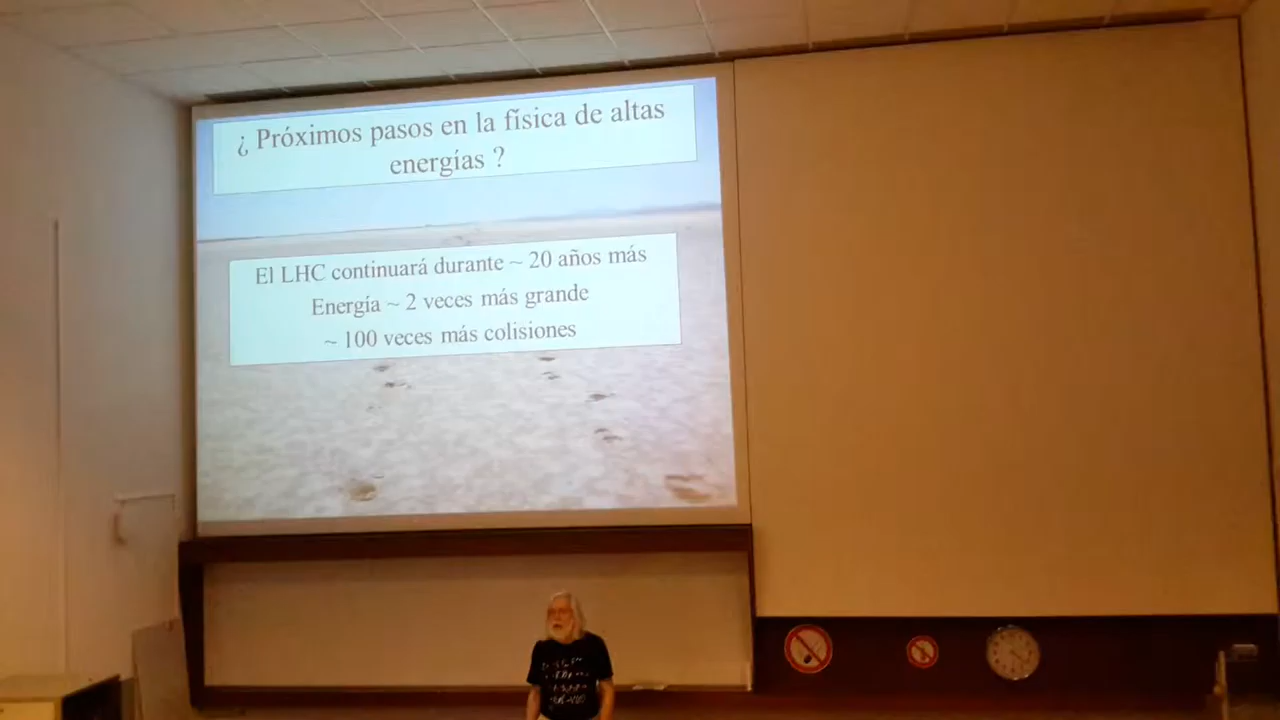 ¿ Próximos pasos en la física de altas
energías ?
El LHC continuará durante ~ 20 años más
Energía ~ 2 veces más grande
~ 100 veces más colisiones